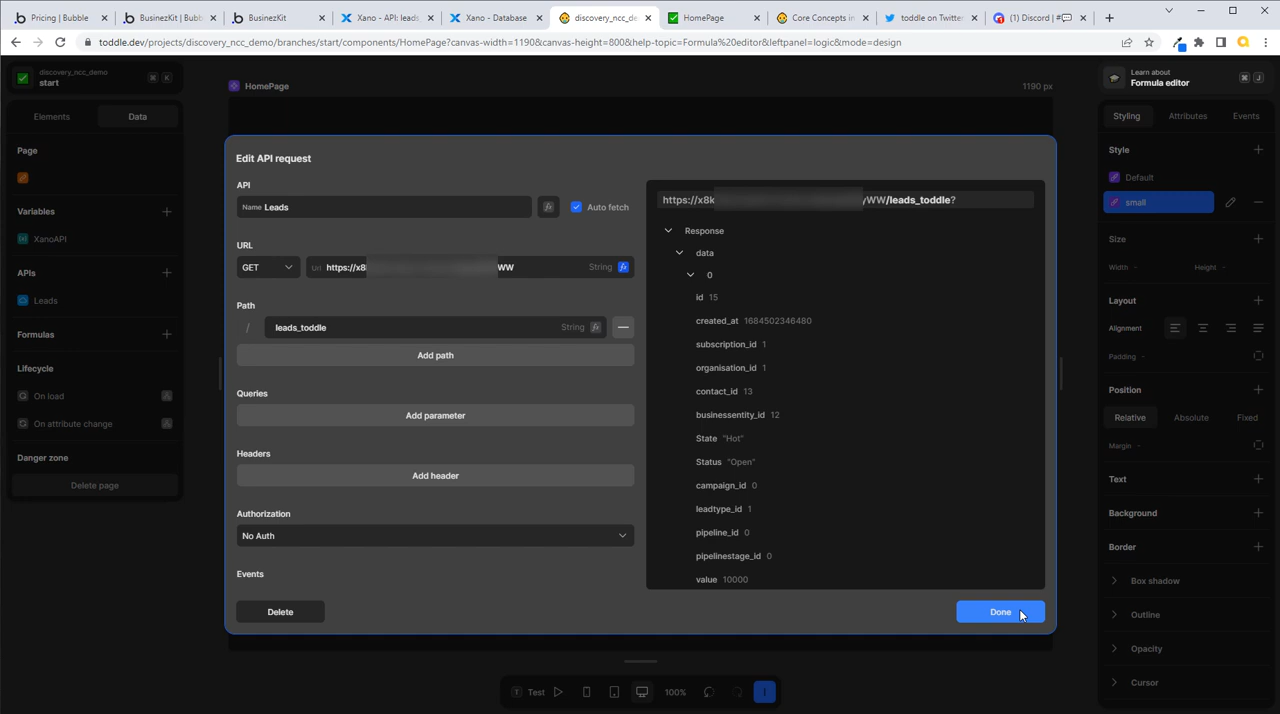 Pricing | Bubble
BusinezKit | Bubbl
BusinezKit
Xano - API: leads
Xano - Database
discovery_ncc_de
HomePage
Core Concepts in
toddle on Twitter
(1) Discord | #
toddle.dev/projects/discovery_ncc_demo/branches/start/components/HomePage?canvas-width=1190&canvas-height=800&help-topic=Formula%20editor&leftpanel=logic&mode=design
discovery_ncc_demo
start
⌘ K
HomePage
1190 px
Learn about
Formula editor
⌘ J
Elements
Data
Styling
Attributes
Events
Page
Variables
XanoAPI
APIs
Leads
Formulas
Lifecycle
On load
On attribute change
Danger zone
Delete page
Edit API request
API
Name Leads
Auto fetch
URL
GET
Url https://x8
WW
String
Path
/ leads_toddle
String
Add path
Queries
Add parameter
Headers
Add header
Authorization
No Auth
Events
Delete
https://x8k
yWW/leads_toddle?
Response
data
0
id 15
created_at 1684502346480
subscription_id 1
organisation_id 1
contact_id 13
businessentity_id 12
State "Hot"
Status "Open"
campaign_id 0
leadtype_id 1
pipeline_id 0
pipelinestage_id 0
value 10000
Done
Style
Default
small
Size
Width
Height
Layout
Alignment
Padding
Position
Relative
Absolute
Fixed
Margin
Text
Background
Border
Box shadow
Outline
Opacity
Cursor
T Test
100%